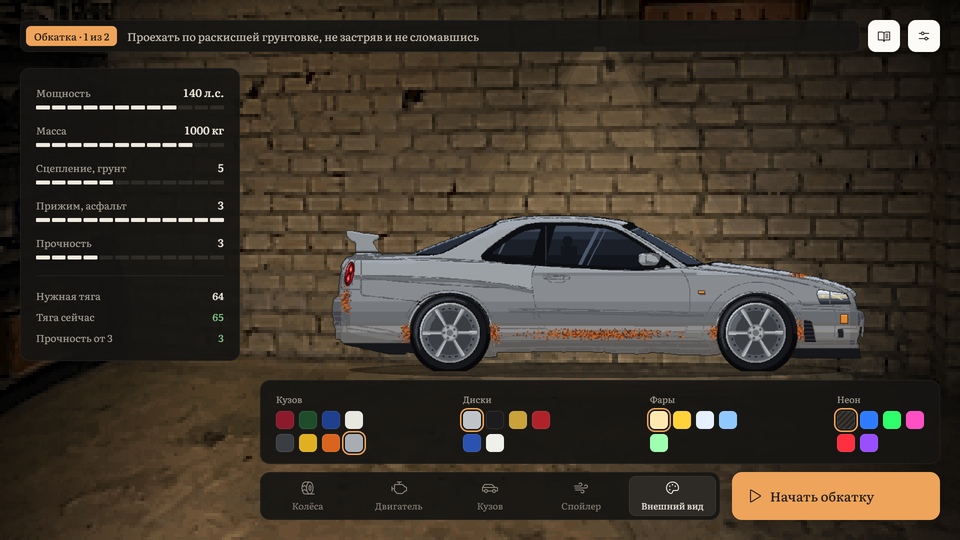 Обкатка · 1 из 2
Проехать по раскисшей грунтовке, не застряв и не сломавшись
Мощность 140 л.с.
Масса 1000 кг
Сцепление, грунт 5
Прижим, асфальт 3
Прочность 3
Нужная тяга 64
Тяга сейчас 65
Прочность от 3 3
Кузов Диски Фары Неон
Колёса Двигатель Кузов Спойлер Внешний вид
Начать обкатку